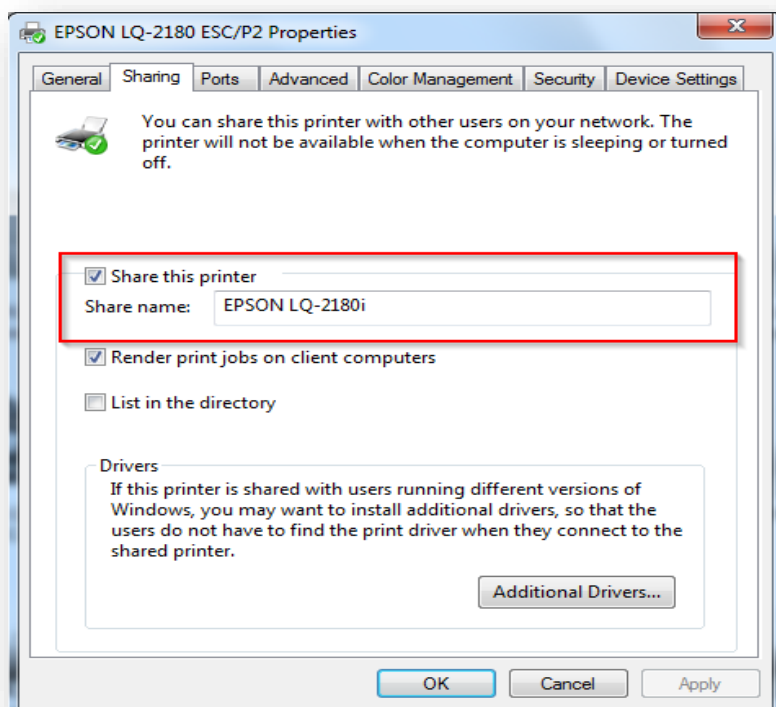 EPSON LQ-2180 ESC/P2 Properties
General Sharing Ports Advanced Color Management Security Device Settings
You can share this printer with other users on your network. The
printer will not be available when the computer is sleeping or turned
off.
Share this printer
Share name: EPSON LQ-2180i
Render print jobs on client computers
List in the directory
Drivers
If this printer is shared with users running different versions of
Windows, you may want to install additional drivers, so that the
users do not have to find the print driver when they connect to the
shared printer.
Additional Drivers...
OK Cancel Apply